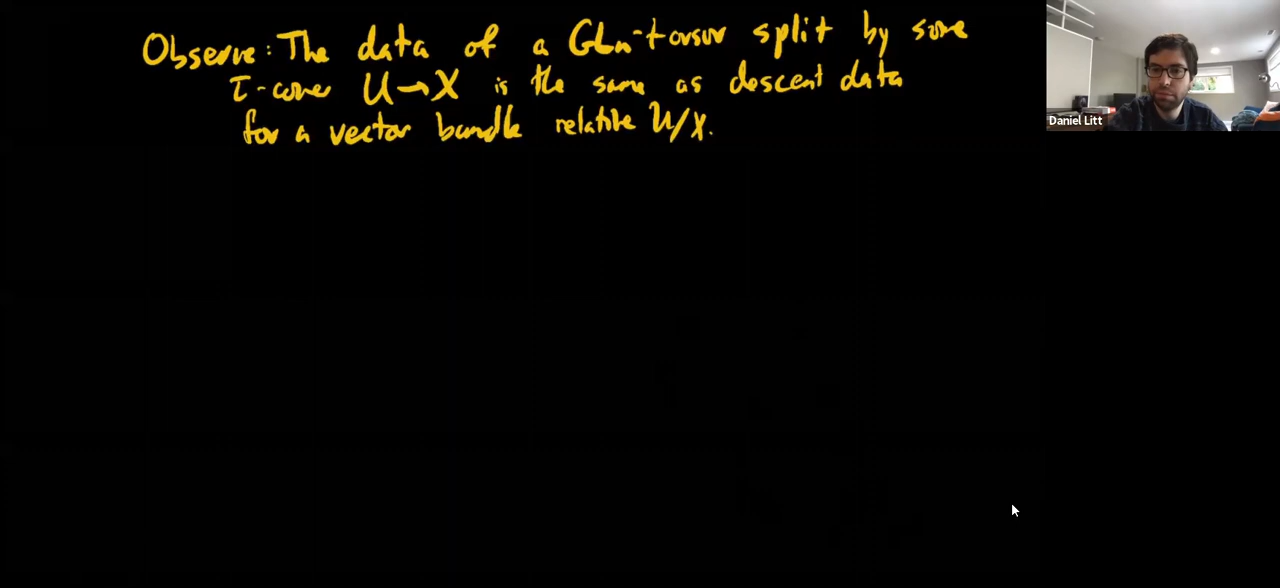 Observe: The data of a GLn-torsor split by some
τ-cover U→X is the same as descent data
for a vector bundle relative U/X.
Daniel Litt